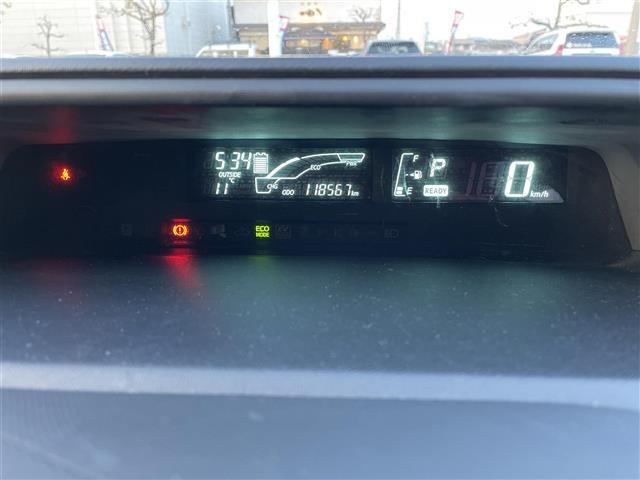 5:34
OUTSIDE
11 °C
ECO
PWR
CHG
ODO 118567 km
F
E
P
READY
0 km/h
ECO
MODE